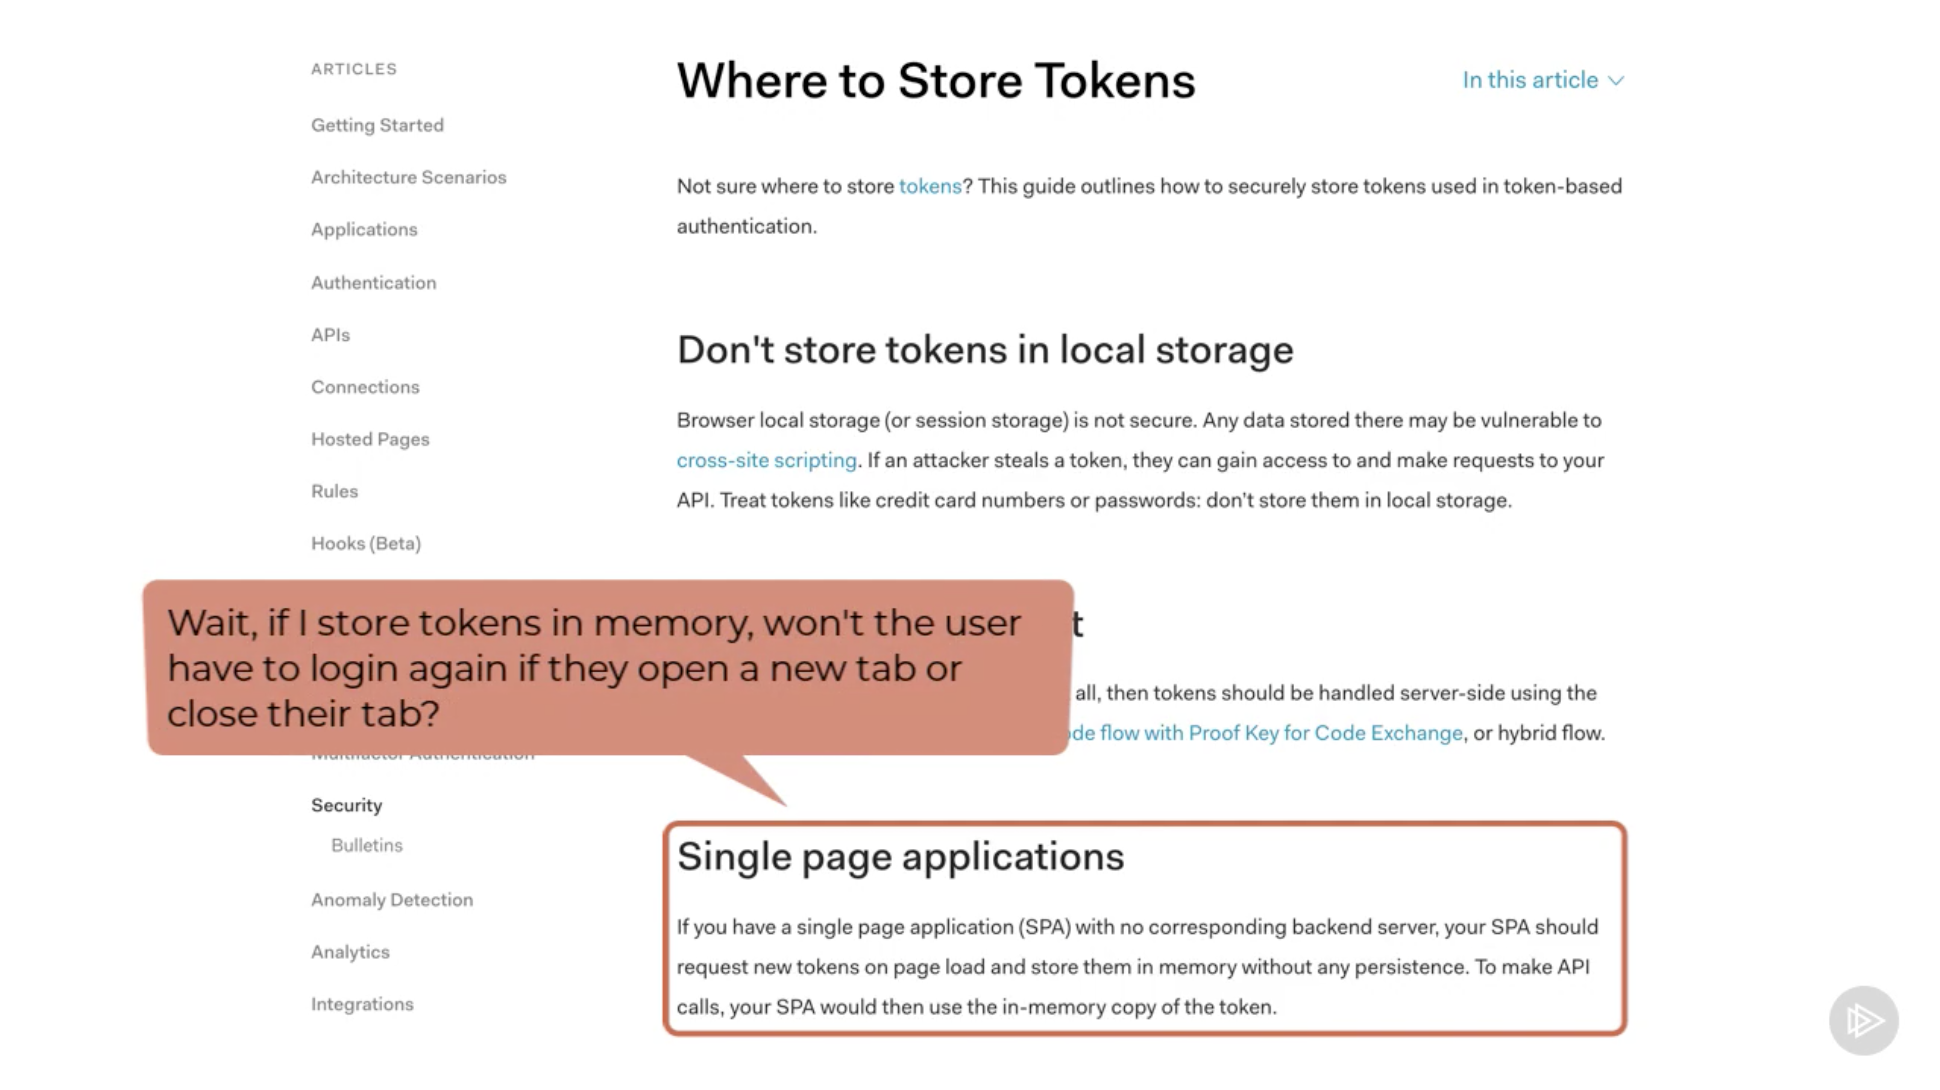 ARTICLES
Getting Started
Architecture Scenarios
Applications
Authentication
APIs
Connections
Hosted Pages
Rules
Hooks (Beta)
Multifactor Authentication
Security
Bulletins
Anomaly Detection
Analytics
Integrations
Where to Store Tokens
In this article
Not sure where to store tokens? This guide outlines how to securely store tokens used in token-based
authentication.
Don't store tokens in local storage
Browser local storage (or session storage) is not secure. Any data stored there may be vulnerable to
cross-site scripting. If an attacker steals a token, they can gain access to and make requests to your
API. Treat tokens like credit card numbers or passwords: don't store them in local storage.
Wait, if I store tokens in memory, won't the user
have to login again if they open a new tab or
close their tab?
t
all, then tokens should be handled server-side using the
de flow with Proof Key for Code Exchange, or hybrid flow.
Single page applications
If you have a single page application (SPA) with no corresponding backend server, your SPA should
request new tokens on page load and store them in memory without any persistence. To make API
calls, your SPA would then use the in-memory copy of the token.